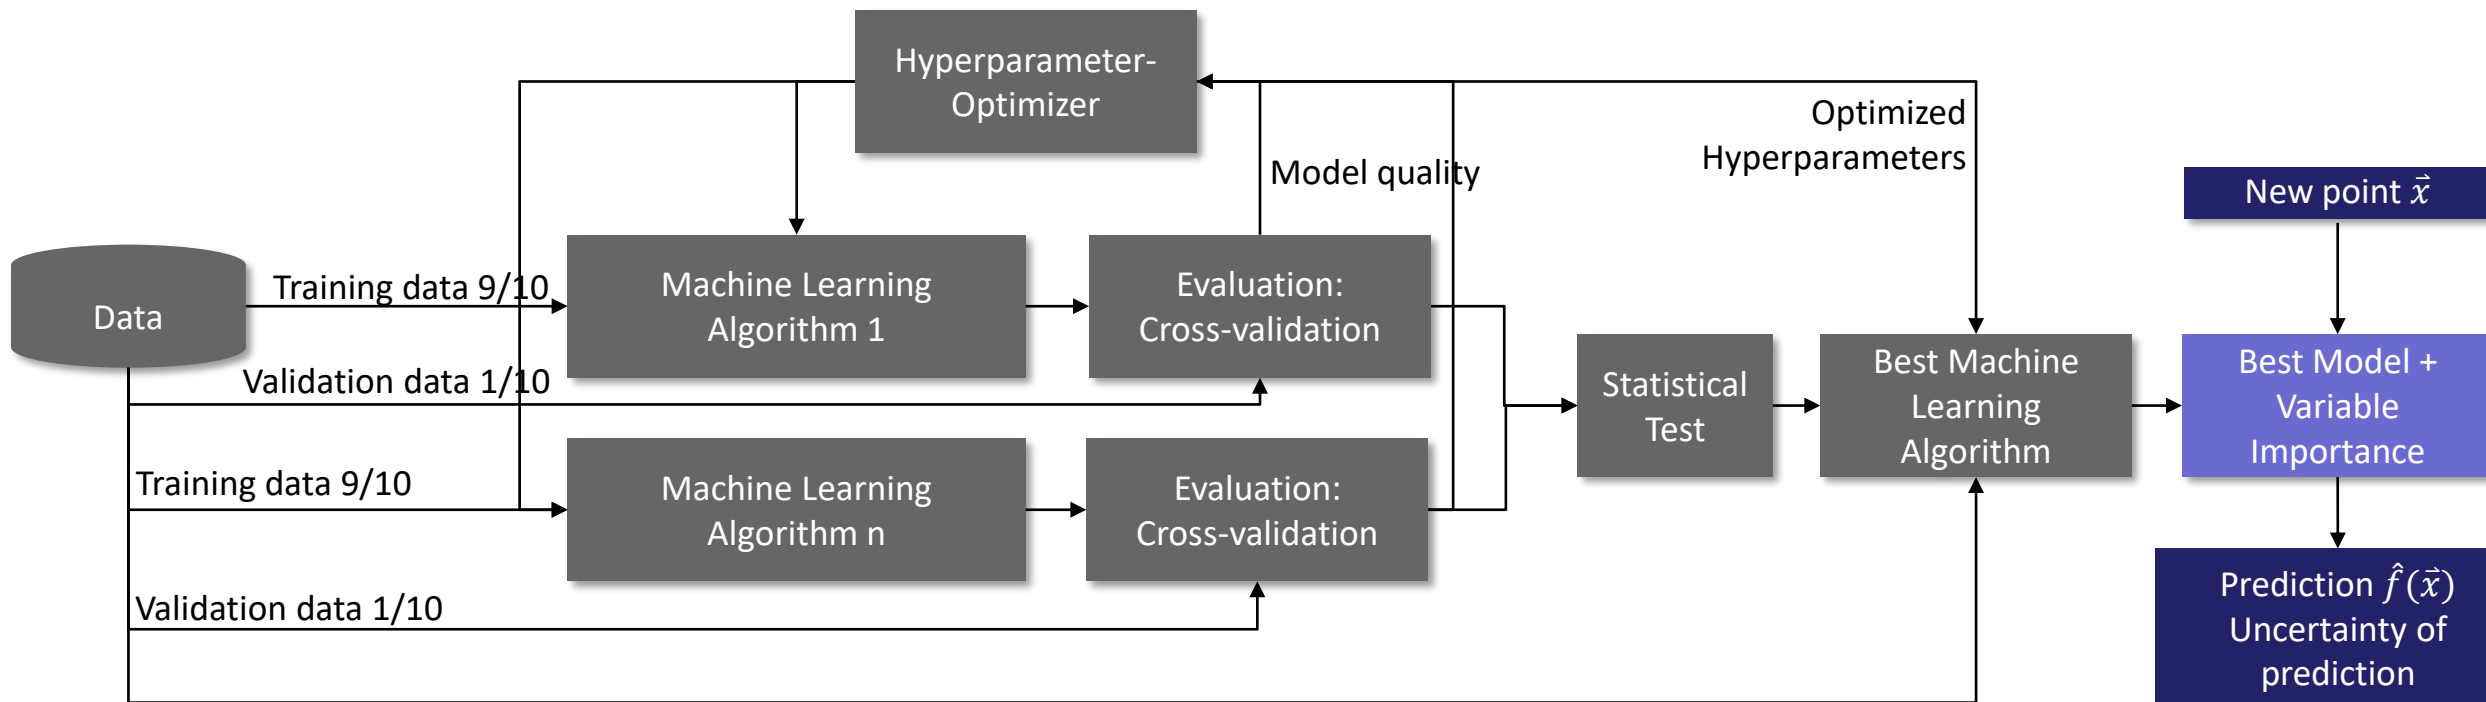 Hyperparameter-
Optimizer
Optimized
Hyperparameters
Model quality
New point x⃗
Data
Training data 9/10
Machine Learning
Algorithm 1
Evaluation:
Cross-validation
Validation data 1/10
Statistical
Test
Best Machine
Learning
Algorithm
Best Model +
Variable
Importance
Training data 9/10
Machine Learning
Algorithm n
Evaluation:
Cross-validation
Validation data 1/10
Prediction f̂(x⃗)
Uncertainty of
prediction